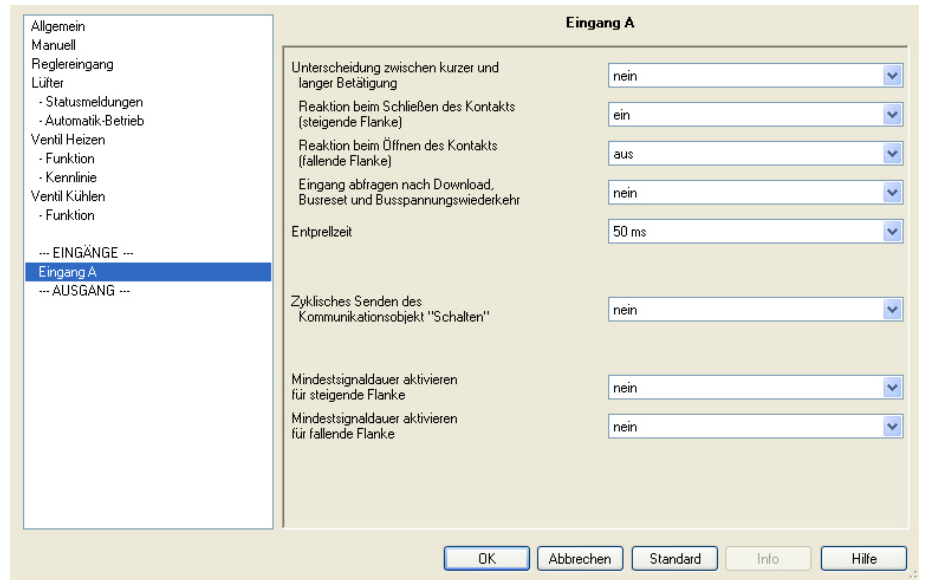 Allgemein
Manuell
Reglereingang
Lüfter
- Statusmeldungen
- Automatik-Betrieb
Ventil Heizen
- Funktion
- Kennlinie
Ventil Kühlen
- Funktion
--- EINGÄNGE ---
Eingang A
--- AUSGANG ---
Eingang A
Unterscheidung zwischen kurzer und
langer Betätigung
nein
Reaktion beim Schließen des Kontakts
(steigende Flanke)
ein
Reaktion beim Öffnen des Kontakts
(fallende Flanke)
aus
Eingang abfragen nach Download,
Busreset und Busspannungswiederkehr
nein
Entprellzeit
50 ms
Zyklisches Senden des
Kommunikationsobjekt "Schalten"
nein
Mindestsignaldauer aktivieren
für steigende Flanke
nein
Mindestsignaldauer aktivieren
für fallende Flanke
nein
OK Abbrechen Standard Info Hilfe